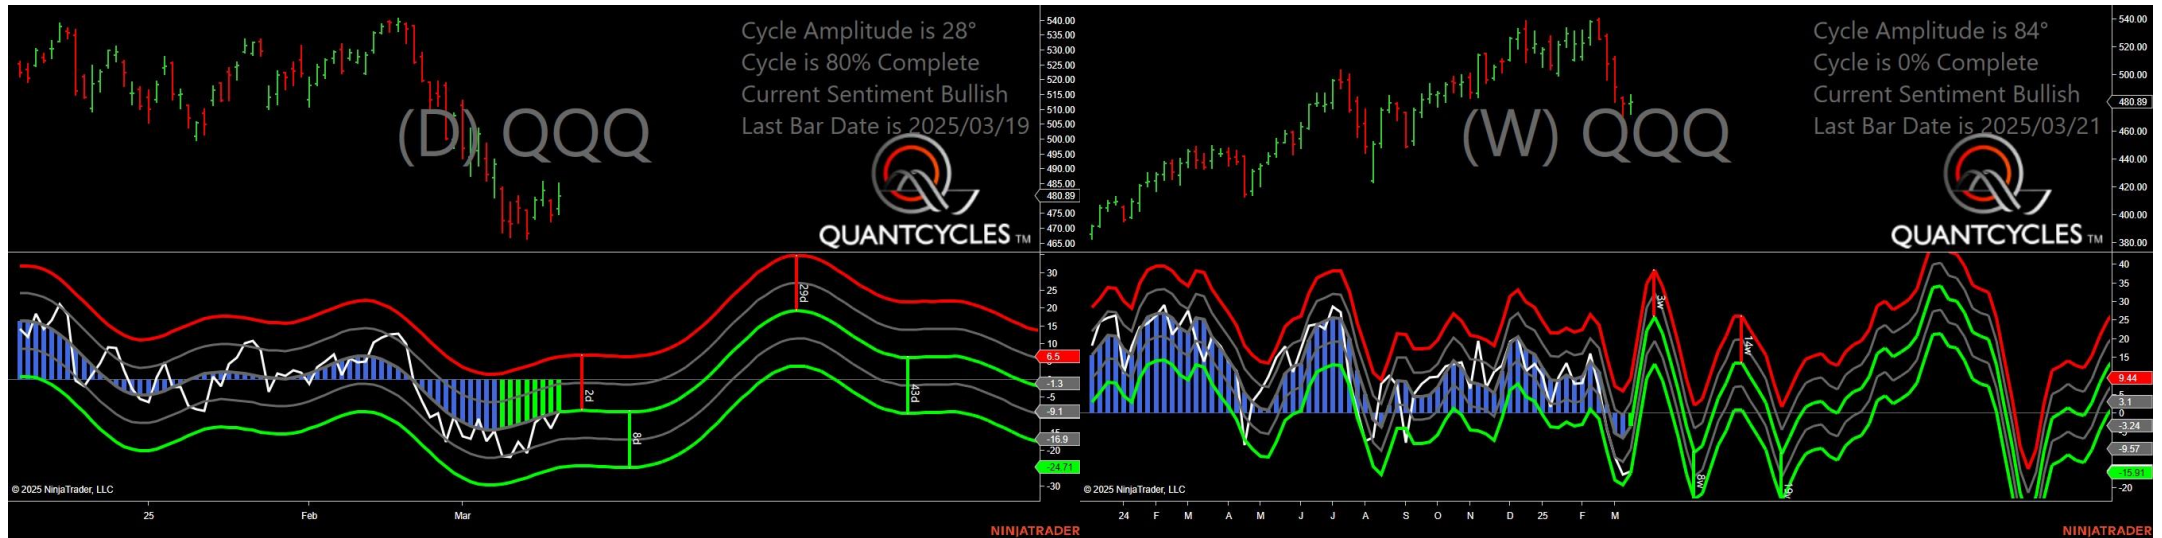 Cycle Amplitude is 28°
Cycle is 80% Complete
Current Sentiment Bullish
Last Bar Date is 2025/03/19
(D) QQQ
QUANTCYCLES TM
540.00
535.00
530.00
525.00
520.00
515.00
510.00
505.00
500.00
495.00
490.00
485.00
480.89
475.00
470.00
465.00
30
25
20
15
10
6.5
-1.3
-5
-9.1
-16.9
-20
-24.71
-30
2d
8d
29d
43d
© 2025 NinjaTrader, LLC
25 Feb Mar
NINJATRADER
Cycle Amplitude is 84°
Cycle is 0% Complete
Current Sentiment Bullish
Last Bar Date is 2025/03/21
(W) QQQ
QUANTCYCLES TM
540.00
520.00
500.00
480.89
460.00
440.00
420.00
400.00
380.00
40
35
30
25
20
15
9.44
3.1
0
-3.24
-9.57
-15.91
-20
3w
8w
14w
© 2025 NinjaTrader, LLC
24 F M A M J J A S O N D 25 F M
NINJATRADER